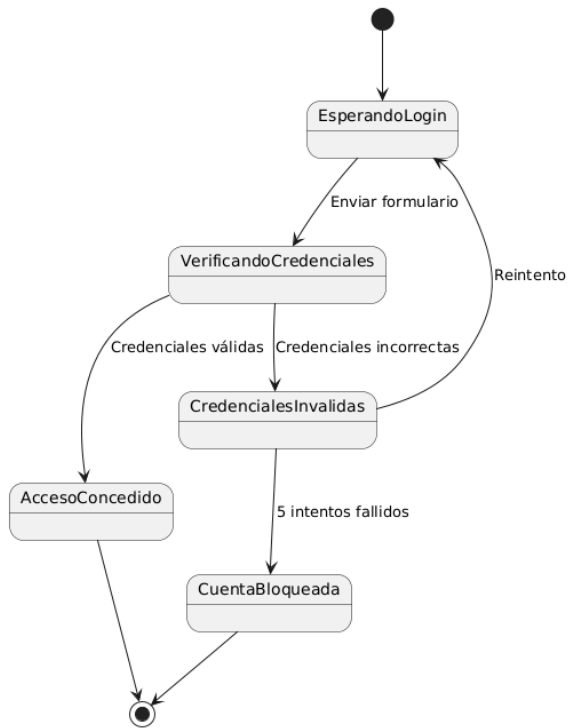 EsperandoLogin
Enviar formulario
VerificandoCredenciales
Reintento
Credenciales válidas
Credenciales incorrectas
CredencialesInvalidas
AccesoConcedido
5 intentos fallidos
CuentaBloqueada